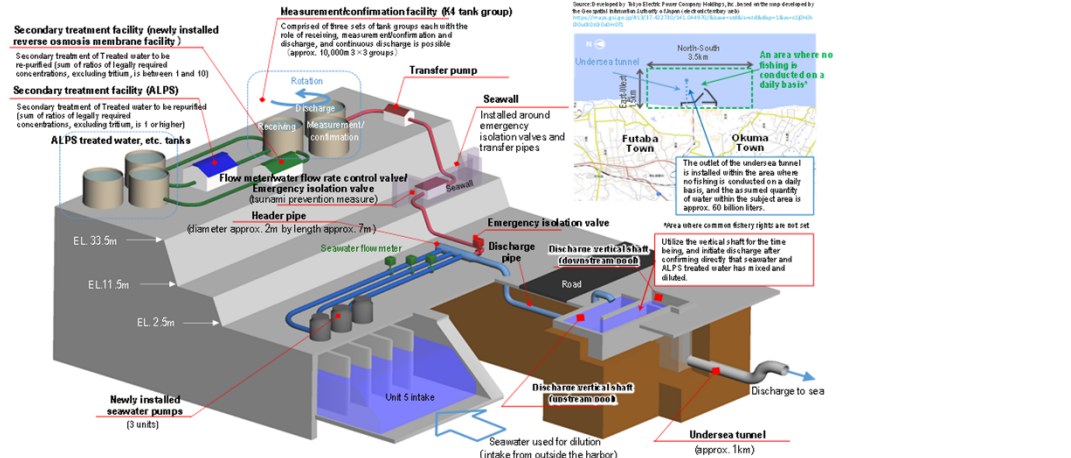 Measurement/confirmation facility (K4 tank group)
Comprised of three sets of tank groups each with the
role of receiving, measurement/confirmation and
discharge, and continuous discharge is possible
(approx. 10,000m3×3 groups)
Secondary treatment facility (newly installed
reverse osmosis membrane facility)
Secondary treatment of Treated water to be
re-purified (sum of ratios of legally required
concentrations, excluding tritium, is between 1 and 10)
Secondary treatment facility (ALPS)
Secondary treatment of Treated water to be repurified
(sum of ratios of legally required
concentrations, excluding tritium, is 1 or higher)
ALPS treated water, etc. tanks
Rotation
Discharge
Receiving
Measurement/
confirmation
Transfer pump
Seawall
Installed around
emergency
isolation valves and
transfer pipes
Seawall
Flow meter/water flow rate control valve/
Emergency isolation valve
(tsunami prevention measure)
Header pipe
(diameter approx. 2m by length approx. 7m)
Seawater flow meter
Emergency isolation valve
Discharge
pipe
Discharge vertical shaft
(downstream pool)
Road
EL. 33.5m
EL.11.5m
EL. 2.5m
Unit 5 intake
Newly installed
seawater pumps
(3 units)
Seawater used for dilution
(intake from outside the harbor)
Discharge vertical shaft
(upstream pool)
Undersea tunnel
(approx. 1km)
Discharge to sea
Source: Developed by Tokyo Electric Power Company Holdings, Inc. based on the map developed by
the Geospatial Information Authority of Japan (electronic territory web)
N
North-South
3.5km
East-West
An area where no
fishing is
conducted on a
daily basis*
Undersea tunnel
Futaba
Town
Okuma
Town
The outlet of the undersea tunnel
is installed within the area where
no fishing is conducted on a daily
basis, and the assumed quantity
of water within the subject area is
approx. 60 billion liters.
*Area where common fishery rights are not set
Utilize the vertical shaft for the time
being, and initiate discharge after
confirming directly that seawater and
ALPS treated water has mixed and
diluted.